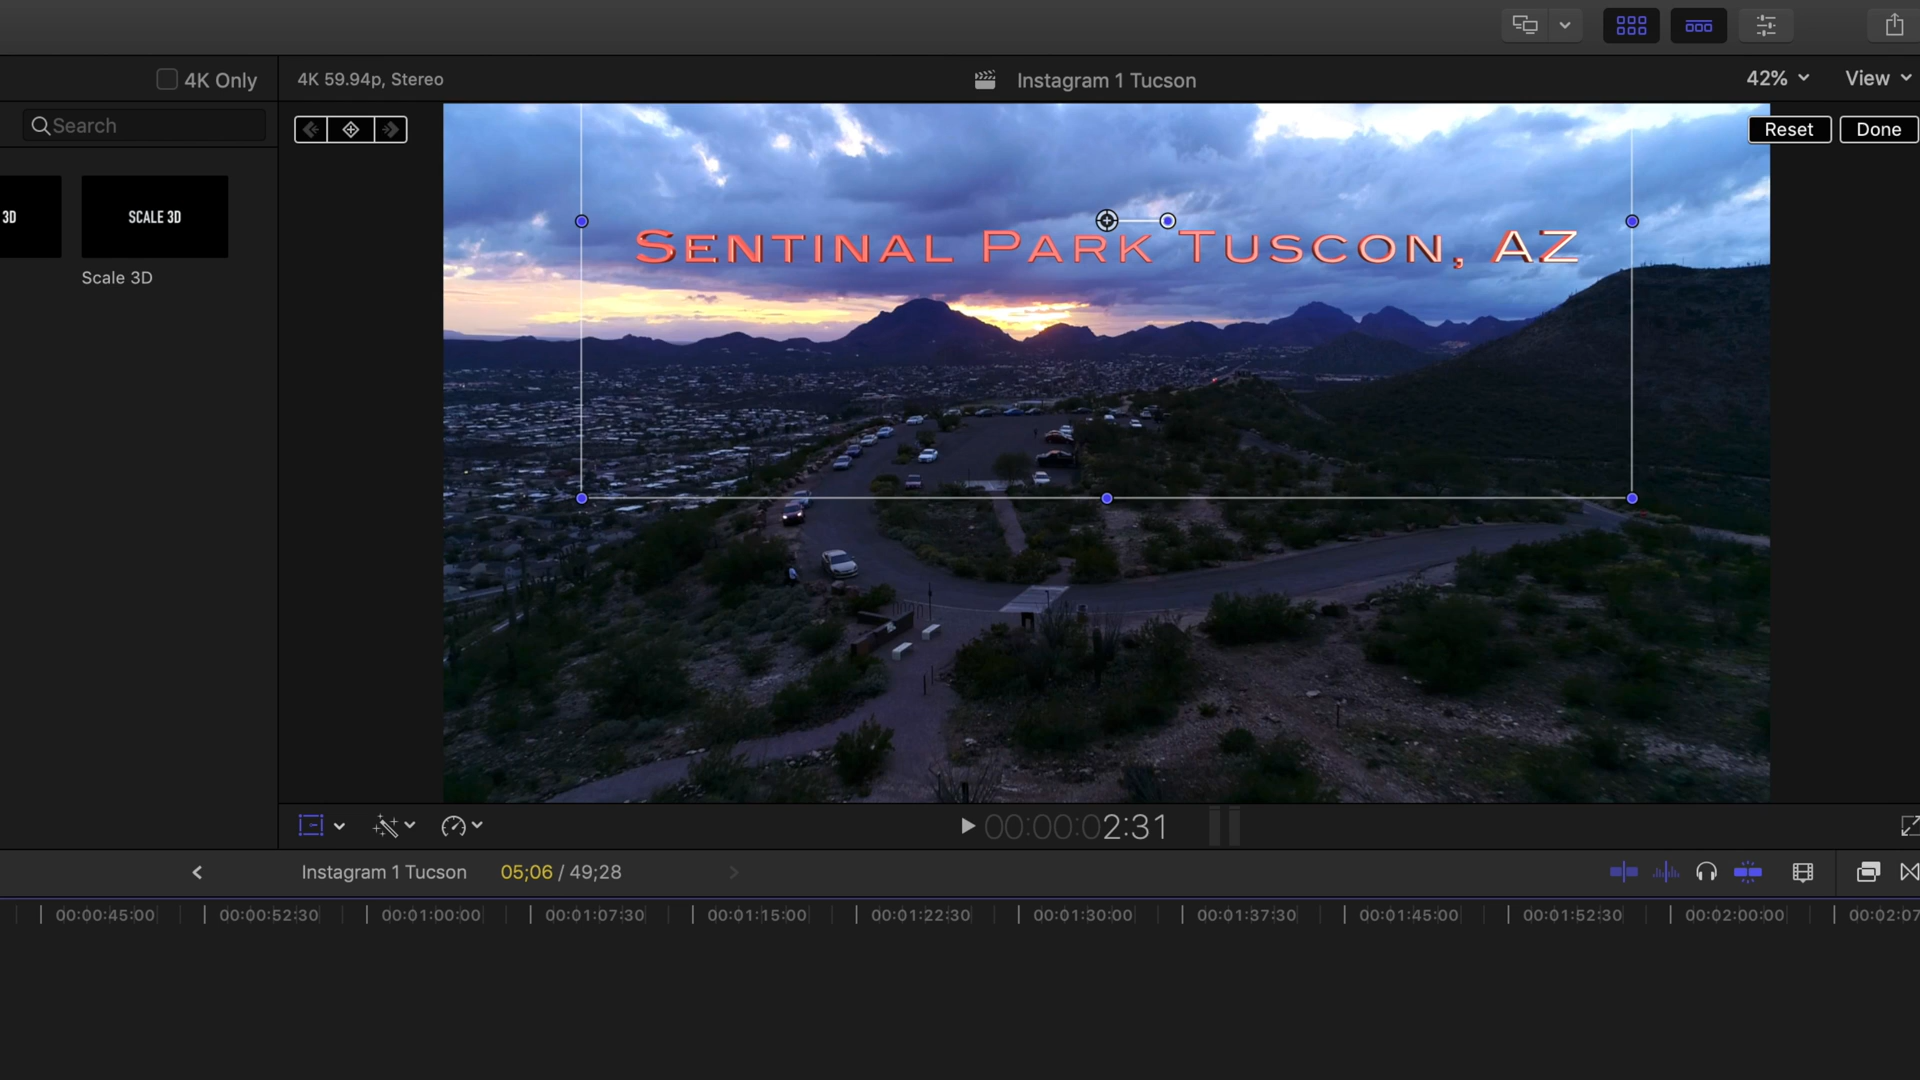 4K Only
4K 59.94p, Stereo
Instagram 1 Tucson
42%
View
Search
Reset
Done
3D
SCALE 3D
Scale 3D
SENTINAL PARK TUSCON, AZ
00:00:02:31
Instagram 1 Tucson
05;06 / 49;28
00:00:45:00
00:00:52:30
00:01:00:00
00:01:07:30
00:01:15:00
00:01:22:30
00:01:30:00
00:01:37:30
00:01:45:00
00:01:52:30
00:02:00:00
00:02:07